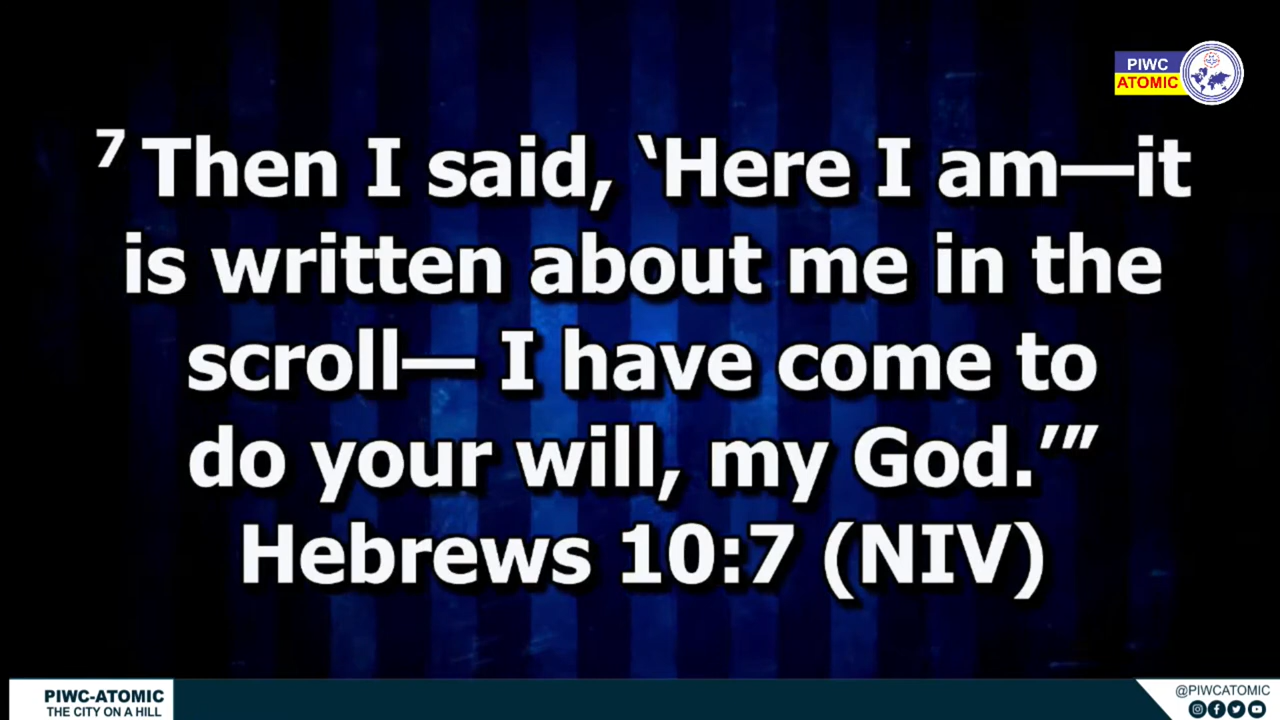 PIWC
ATOMIC
7 Then I said, ‘Here I am—it
is written about me in the
scroll— I have come to
do your will, my God.’”
Hebrews 10:7 (NIV)
PIWC-ATOMIC
THE CITY ON A HILL
@PIWCATOMIC